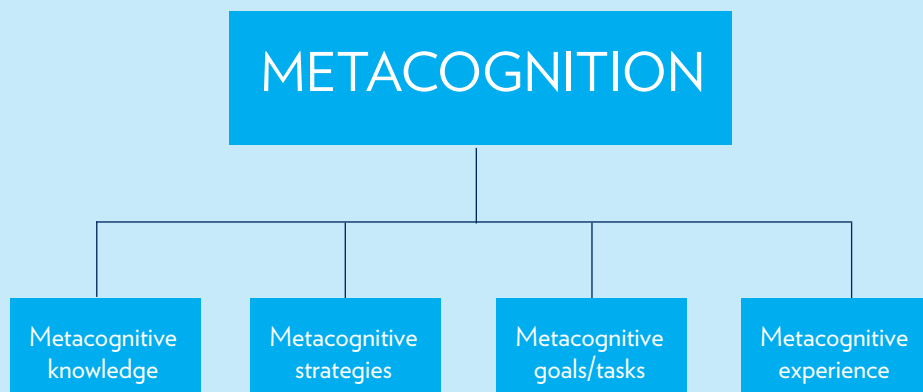 METACOGNITION
Metacognitive
knowledge
Metacognitive
strategies
Metacognitive
goals/tasks
Metacognitive
experience